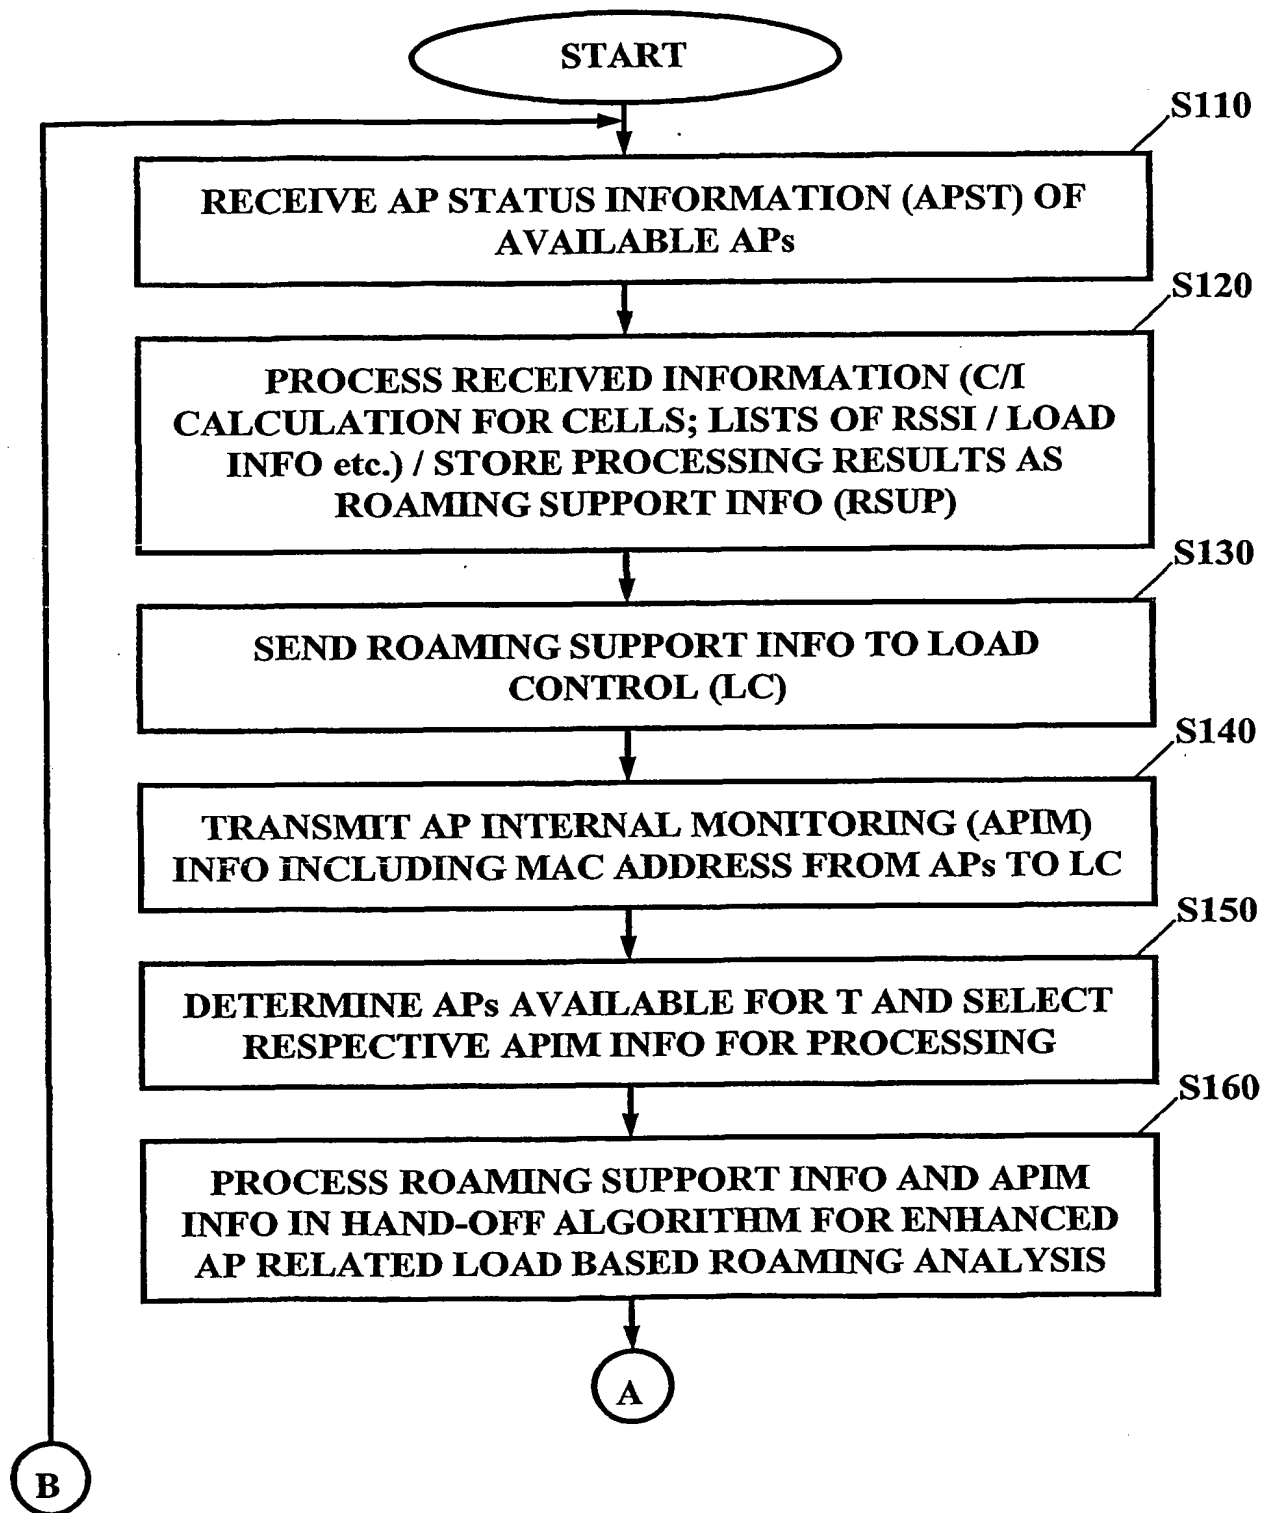 START
S110
RECEIVE AP STATUS INFORMATION (APST) OF
AVAILABLE APs
S120
PROCESS RECEIVED INFORMATION (C/I
CALCULATION FOR CELLS; LISTS OF RSSI / LOAD
INFO etc.) / STORE PROCESSING RESULTS AS
ROAMING SUPPORT INFO (RSUP)
S130
SEND ROAMING SUPPORT INFO TO LOAD
CONTROL (LC)
S140
TRANSMIT AP INTERNAL MONITORING (APIM)
INFO INCLUDING MAC ADDRESS FROM APs TO LC
S150
DETERMINE APs AVAILABLE FOR T AND SELECT
RESPECTIVE APIM INFO FOR PROCESSING
S160
PROCESS ROAMING SUPPORT INFO AND APIM
INFO IN HAND-OFF ALGORITHM FOR ENHANCED
AP RELATED LOAD BASED ROAMING ANALYSIS
A
B